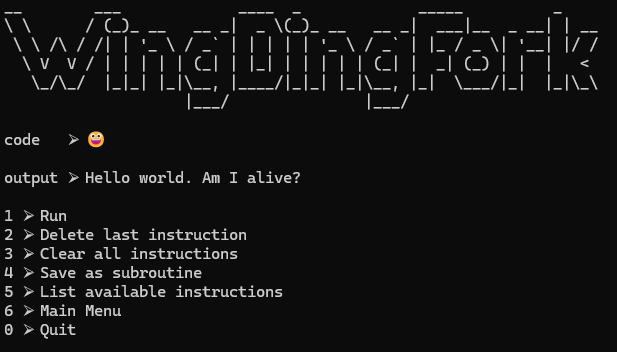 WingDingFork
code ➢ 😀
output ➢ Hello world. Am I alive?
1 ➢ Run
2 ➢ Delete last instruction
3 ➢ Clear all instructions
4 ➢ Save as subroutine
5 ➢ List available instructions
6 ➢ Main Menu
0 ➢ Quit